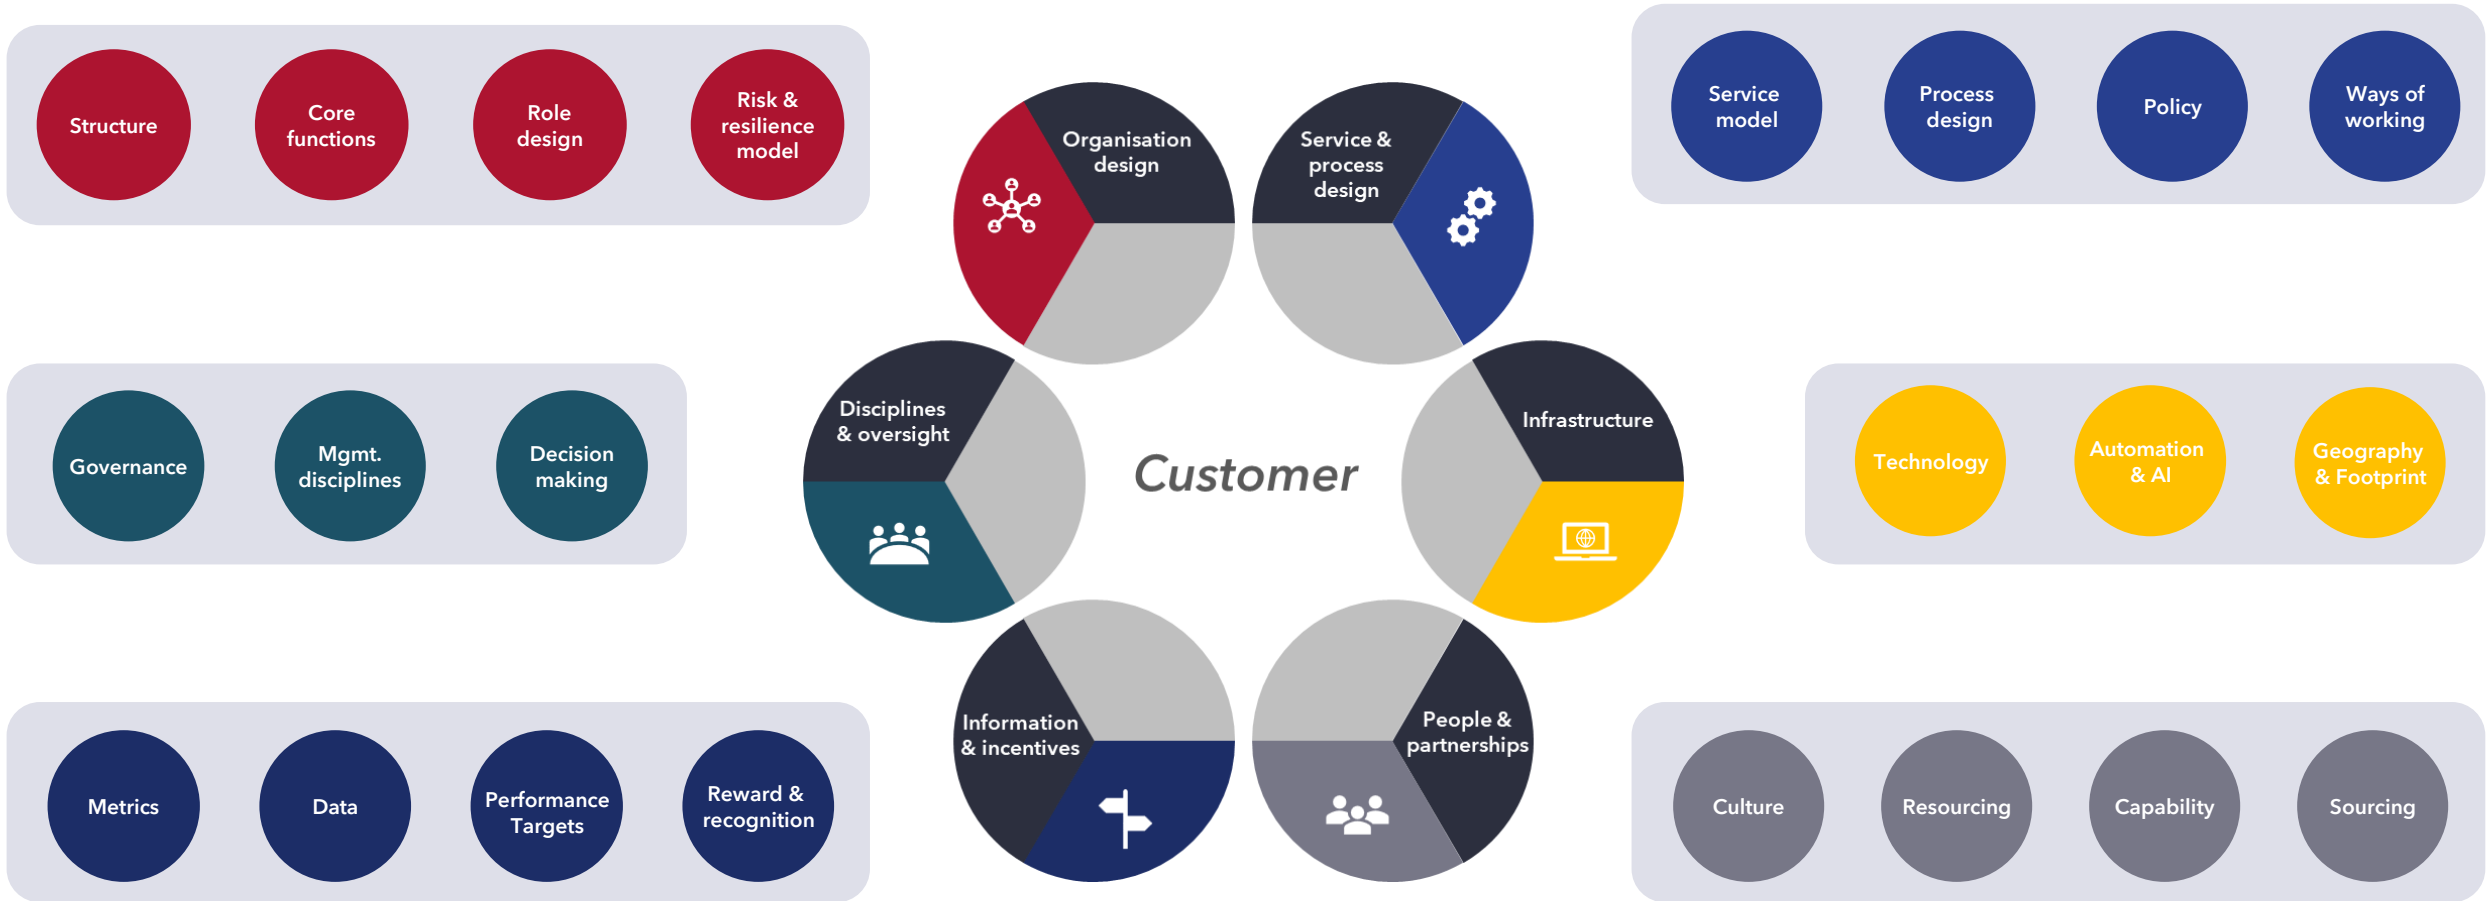 Structure
Core
functions
Role
design
Risk &
resilience
model
Organisation
design
Service &
process
design
Service
model
Process
design
Policy
Ways of
working
Governance
Mgmt.
disciplines
Decision
making
Disciplines
& oversight
Customer
Infrastructure
Technology
Automation
& AI
Geography
& Footprint
Metrics
Data
Performance
Targets
Reward &
recognition
Information
& incentives
People &
partnerships
Culture
Resourcing
Capability
Sourcing